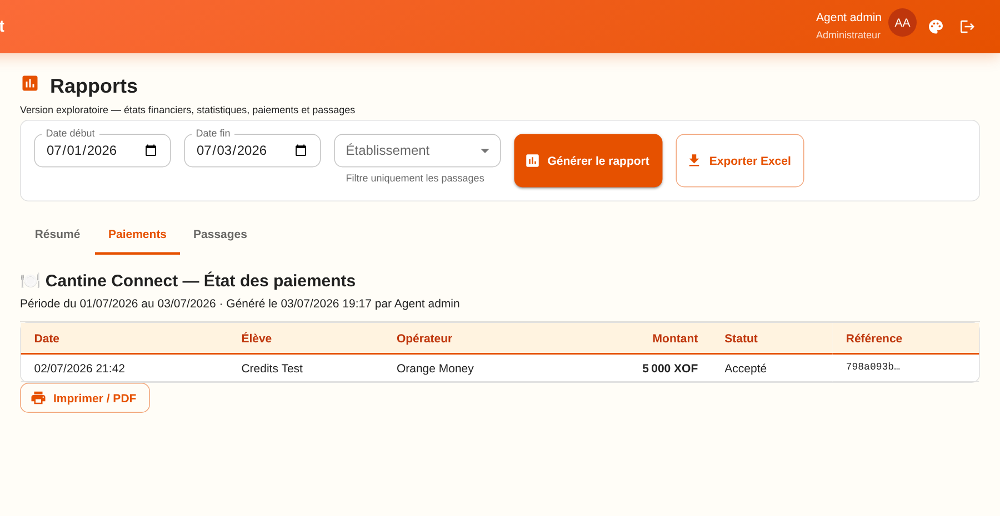 t
Agent admin
AA
Administrateur
Rapports
Version exploratoire — états financiers, statistiques, paiements et passages
Date début
07/01/2026
Date fin
07/03/2026
Établissement
Filtre uniquement les passages
Générer le rapport
Exporter Excel
Résumé Paiements Passages
🍽️ Cantine Connect — État des paiements
Période du 01/07/2026 au 03/07/2026 · Généré le 03/07/2026 19:17 par Agent admin
Date Élève Opérateur Montant Statut Référence
02/07/2026 21:42 Credits Test Orange Money 5 000 XOF Accepté 798a093b…
Imprimer / PDF